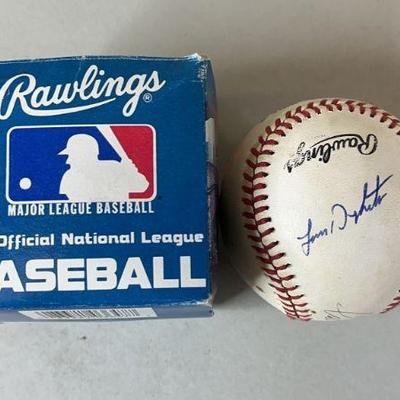 Rawlings®
MAJOR LEAGUE BASEBALL
Official National League
ASEBALL
Rawlings